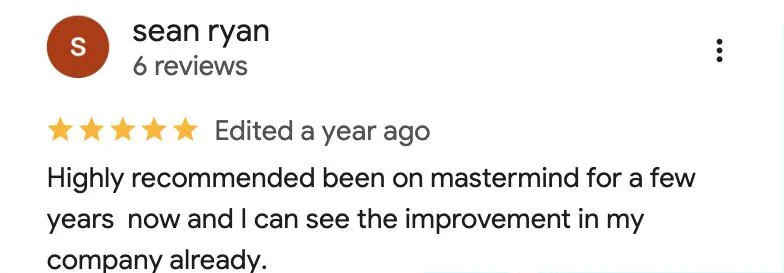 S
sean ryan
6 reviews
Edited a year ago
Highly recommended been on mastermind for a few
years  now and I can see the improvement in my
company already.